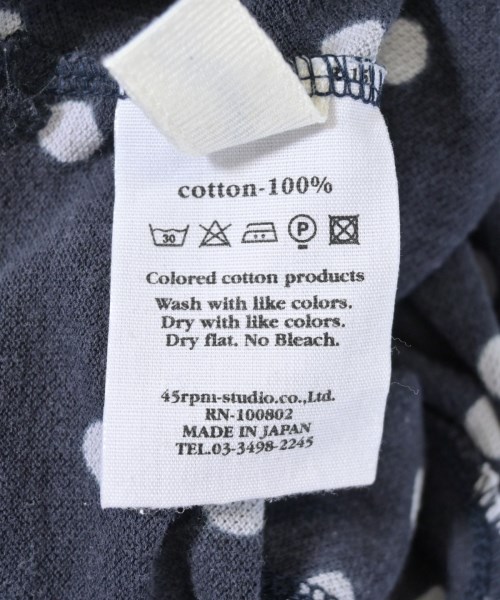 cotton-100%
30 P
Colored cotton products
Wash with like colors.
Dry with like colors.
Dry flat. No Bleach.
45rpm-studio.co.,Ltd.
RN-100802
MADE IN JAPAN
TEL.03-3498-2245